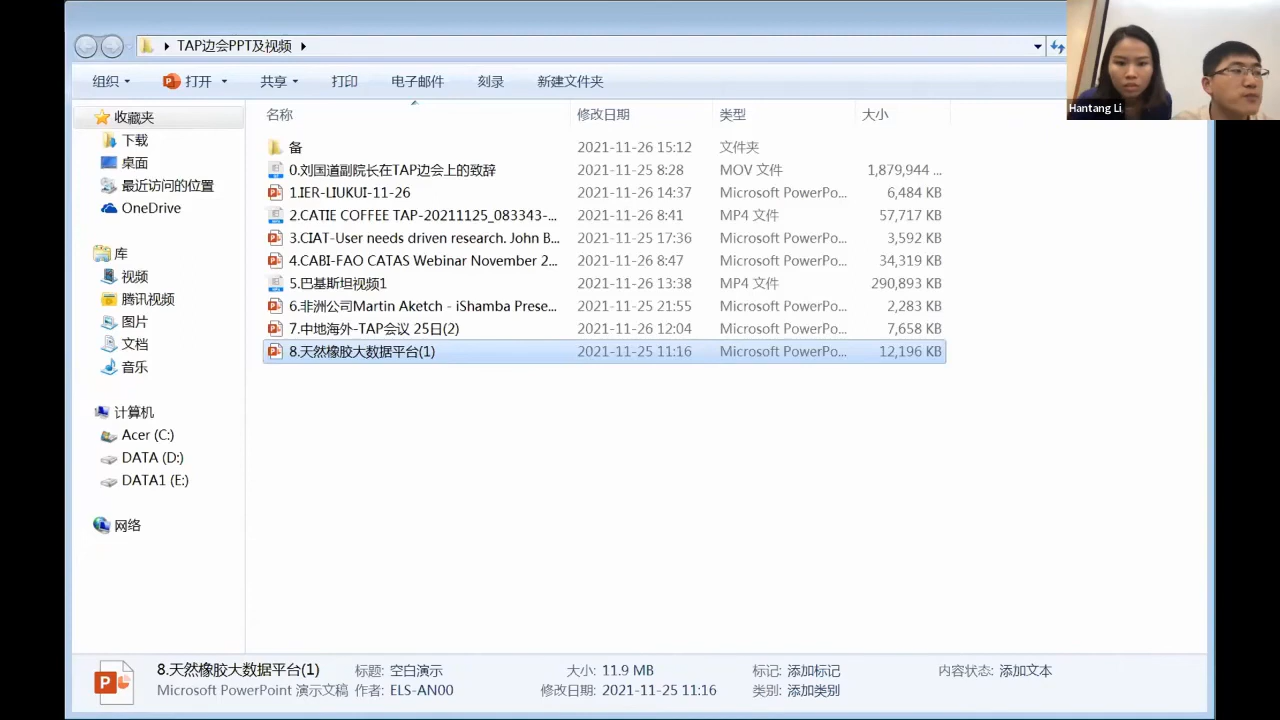 TAP边会PPT及视频
组织 打开 共享 打印 电子邮件 刻录 新建文件夹
Hantang Li
收藏夹
下载
桌面
最近访问的位置
OneDrive
库
视频
腾讯视频
图片
文档
音乐
计算机
Acer (C:)
DATA (D:)
DATA1 (E:)
网络
名称 修改日期 类型 大小
备 2021-11-26 15:12 文件夹
0.刘国道副院长在TAP边会上的致辞 2021-11-25 8:28 MOV 文件 1,879,944 ...
1.IER-LIUKUI-11-26 2021-11-26 14:37 Microsoft PowerPo... 6,484 KB
2.CATIE COFFEE TAP-20211125_083343-... 2021-11-26 8:41 MP4 文件 57,717 KB
3.CIAT-User needs driven research. John B... 2021-11-25 17:36 Microsoft PowerPo... 3,592 KB
4.CABI-FAO CATAS Webinar November 2... 2021-11-26 8:47 Microsoft PowerPo... 34,319 KB
5.巴基斯坦视频1 2021-11-26 13:38 MP4 文件 290,893 KB
6.非洲公司Martin Aketch - iShamba Prese... 2021-11-25 21:55 Microsoft PowerPo... 2,283 KB
7.中地海外-TAP会议 25日(2) 2021-11-26 12:04 Microsoft PowerPo... 7,658 KB
8.天然橡胶大数据平台(1) 2021-11-25 11:16 Microsoft PowerPo... 12,196 KB
8.天然橡胶大数据平台(1) 标题: 空白演示 大小: 11.9 MB 标记: 添加标记 内容状态: 添加文本
Microsoft PowerPoint 演示文稿 作者: ELS-AN00 修改日期: 2021-11-25 11:16 类别: 添加类别